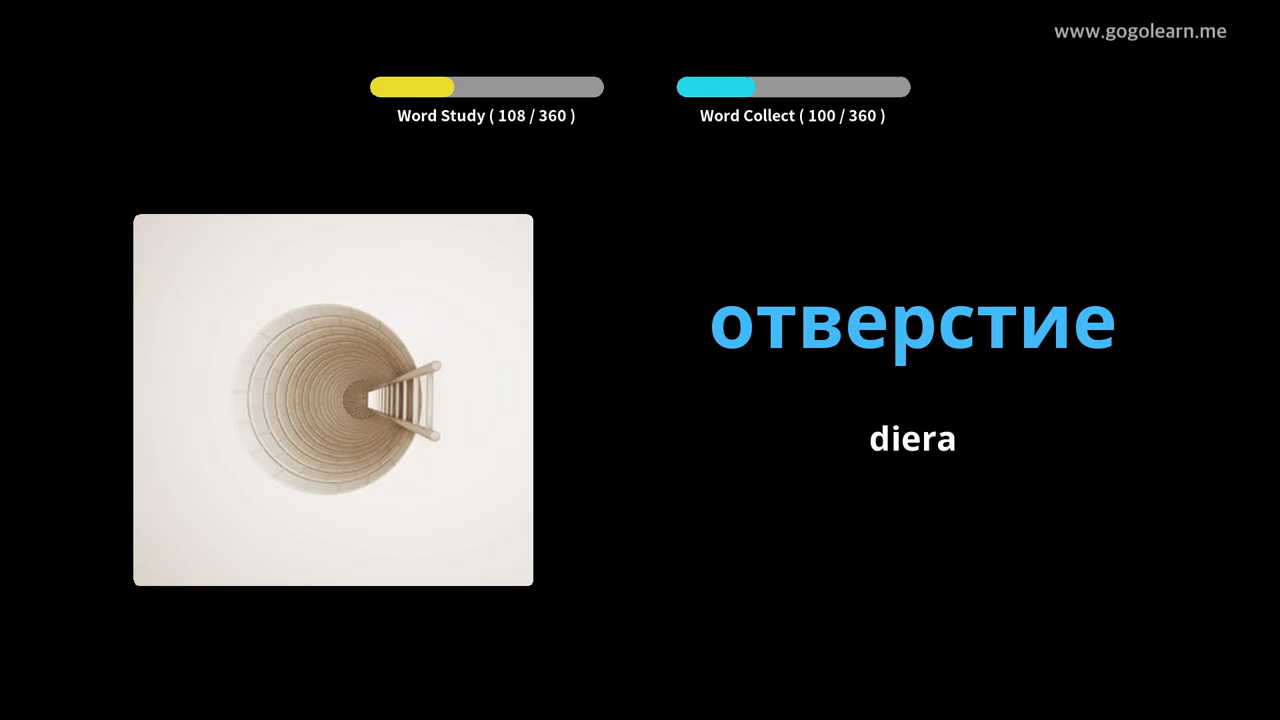 www.gogolearn.me
Word Study ( 108 / 360 )
Word Collect ( 100 / 360 )
отверстие
diera